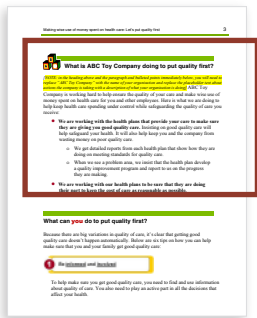 Making wise use of money spent on health care: Let's put quality first 3
What is ABC Toy Company doing to put quality first?
[NOTE: in the heading above and the paragraph and bulleted points immediately below, you will need to
replace "ABC Toy Company" with the name of your organization and replace the placeholder text about
actions the company is taking with a description of what your organization is doing] ABC Toy
Company is working hard to help ensure the quality of your care and make wise use of
money spent on health care for you and other employees. Here is what we are doing to
help keep health care spending under control while safeguarding the quality of care you
receive:
• We are working with the health plans that provide your care to make sure
they are giving you good quality care. Insisting on good quality care will
help safeguard your health. It will also help keep you and the company from
wasting money on poor quality care.
o We get detailed reports from each health plan that show how they are
doing on meeting standards for quality care.
o When we see a problem, we insist that the health plan develop
a quality improvement program and report to us on the progress
they are making.
• We are working with our health plans to be sure that they are doing
their part to keep the cost of care as reasonable as possible.
What can you do to put quality first?
Because there are big variations in quality of care, it's clear that getting good
quality care doesn't happen automatically. Below are six tips on how you can help
make sure that you and your family get good quality care:
1 Be informed and involved
To help make sure you get good quality care, you need to find and use information
about quality of care. You also need to play an active part in all the decisions that
affect your health.